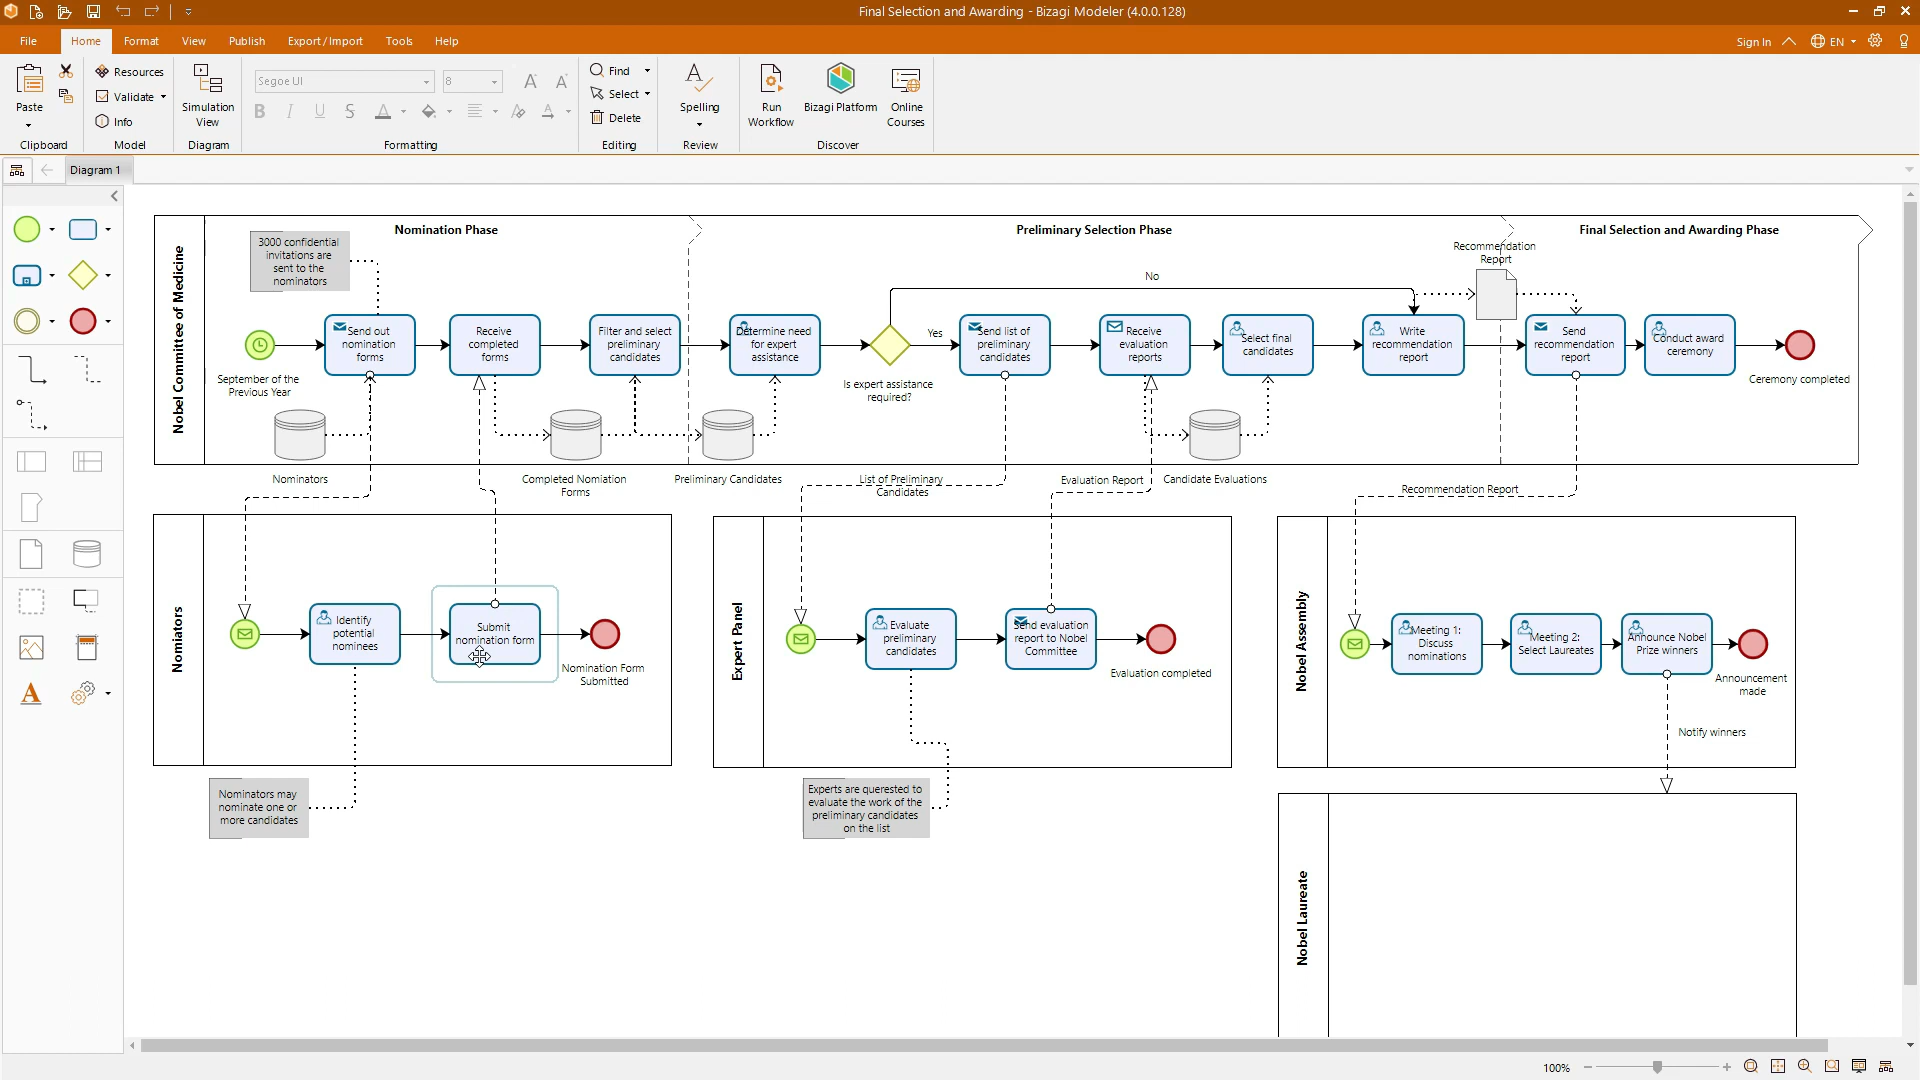 Final Selection and Awarding - Bizagi Modeler (4.0.0.128)
File
Home
Format
View
Publish
Export/Import
Tools
Help
Sign In
EN
Paste
Clipboard
Resources
Validate
Info
Model
Simulation
View
Diagram
Segoe UI
8
A
A
B
I
U
S
A
A
Formatting
Find
Select
Delete
Editing
Spelling
Review
Run
Workflow
Bizagi Platform
Online
Courses
Discover
Diagram 1
Nobel Committee of Medicine
Nomination Phase
Preliminary Selection Phase
Final Selection and Awarding Phase
3000 confidential
invitations are
sent to the
nominators
Recommendation
Report
No
Yes
September of the
Previous Year
Send out
nomination
forms
Receive
completed
forms
Filter and select
preliminary
candidates
Determine need
for expert
assistance
Is expert assistance
required?
Send list of
preliminary
candidates
Receive
evaluation
reports
Select final
candidates
Write
recommendation
report
Send
recommendation
report
Conduct award
ceremony
Ceremony completed
Nominators
Completed Nomiation
Forms
Preliminary Candidates
List of Preliminary
Candidates
Evaluation Report
Candidate Evaluations
Recommendation Report
Nomiators
Identify
potential
nominees
Submit
nomination form
Nomination Form
Submitted
Nominators may
nominate one or
more candidates
Expert Panel
Evaluate
preliminary
candidates
Send evaluation
report to Nobel
Committee
Evaluation completed
Experts are querested to
evaluate the work of the
preliminary candidates
on the list
Nobel Assembly
Meeting 1:
Discuss
nominations
Meeting 2:
Select Laureates
Announce Nobel
Prize winners
Announcement
made
Notify winners
Nobel Laureate
100%